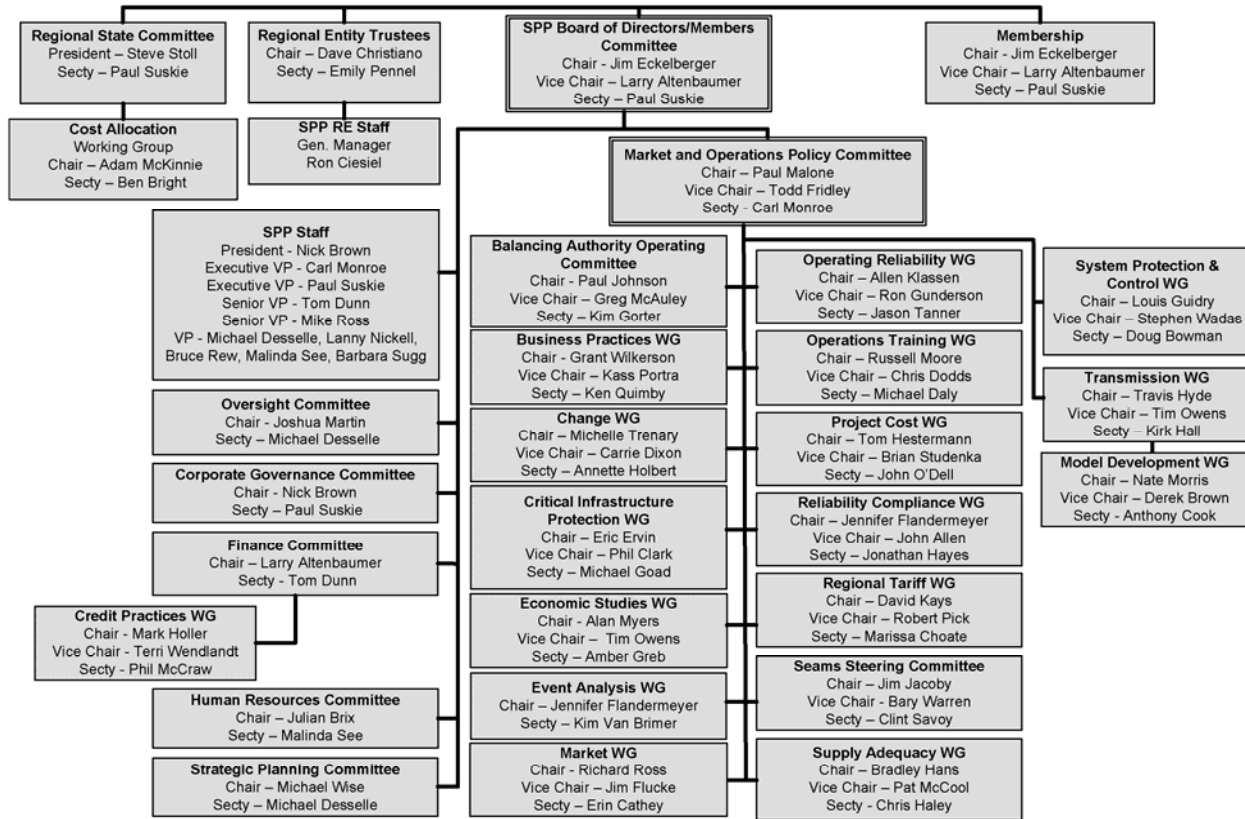 Regional State Committee
President – Steve Stoll
Secty – Paul Suskie
Regional Entity Trustees
Chair – Dave Christiano
Secty – Emily Pennel
SPP Board of Directors/Members
Committee
Chair - Jim Eckelberger
Vice Chair – Larry Altenbaumer
Secty – Paul Suskie
Membership
Chair - Jim Eckelberger
Vice Chair – Larry Altenbaumer
Secty – Paul Suskie
Cost Allocation
Working Group
Chair – Adam McKinnie
Secty – Ben Bright
SPP RE Staff
Gen. Manager
Ron Ciesiel
Market and Operations Policy Committee
Chair – Paul Malone
Vice Chair – Todd Fridley
Secty - Carl Monroe
SPP Staff
President - Nick Brown
Executive VP - Carl Monroe
Executive VP - Paul Suskie
Senior VP - Tom Dunn
Senior VP - Mike Ross
VP - Michael Desselle, Lanny Nickell,
Bruce Rew, Malinda See, Barbara Sugg
Oversight Committee
Chair - Joshua Martin
Secty – Michael Desselle
Corporate Governance Committee
Chair - Nick Brown
Secty – Paul Suskie
Finance Committee
Chair – Larry Altenbaumer
Secty - Tom Dunn
Credit Practices WG
Chair - Mark Holler
Vice Chair - Terri Wendlandt
Secty - Phil McCraw
Human Resources Committee
Chair – Julian Brix
Secty – Malinda See
Strategic Planning Committee
Chair – Michael Wise
Secty – Michael Desselle
Balancing Authority Operating
Committee
Chair - Paul Johnson
Vice Chair – Greg McAuley
Secty – Kim Gorter
Business Practices WG
Chair - Grant Wilkerson
Vice Chair – Kass Portra
Secty - Ken Quimby
Change WG
Chair – Michelle Trenary
Vice Chair – Carrie Dixon
Secty - Annette Holbert
Critical Infrastructure
Protection WG
Chair – Eric Ervin
Vice Chair – Phil Clark
Secty – Michael Goad
Economic Studies WG
Chair - Alan Myers
Vice Chair – Tim Owens
Secty – Amber Greb
Event Analysis WG
Chair – Jennifer Flandermeyer
Secty – Kim Van Brimer
Market WG
Chair - Richard Ross
Vice Chair – Jim Flucke
Secty – Erin Cathey
Operating Reliability WG
Chair – Allen Klassen
Vice Chair – Ron Gunderson
Secty – Jason Tanner
Operations Training WG
Chair – Russell Moore
Vice Chair – Chris Dodds
Secty – Michael Daly
Project Cost WG
Chair – Tom Hestermann
Vice Chair – Brian Studenka
Secty – John O'Dell
Reliability Compliance WG
Chair – Jennifer Flandermeyer
Vice Chair – John Allen
Secty – Jonathan Hayes
Regional Tariff WG
Chair – David Kays
Vice Chair – Robert Pick
Secty – Marissa Choate
Seams Steering Committee
Chair – Jim Jacoby
Vice Chair - Bary Warren
Secty – Clint Savoy
Supply Adequacy WG
Chair – Bradley Hans
Vice Chair – Pat McCool
Secty - Chris Haley
System Protection &
Control WG
Chair – Louis Guidry
Vice Chair – Stephen Wadas
Secty – Doug Bowman
Transmission WG
Chair – Travis Hyde
Vice Chair – Tim Owens
Secty – Kirk Hall
Model Development WG
Chair – Nate Morris
Vice Chair – Derek Brown
Secty - Anthony Cook